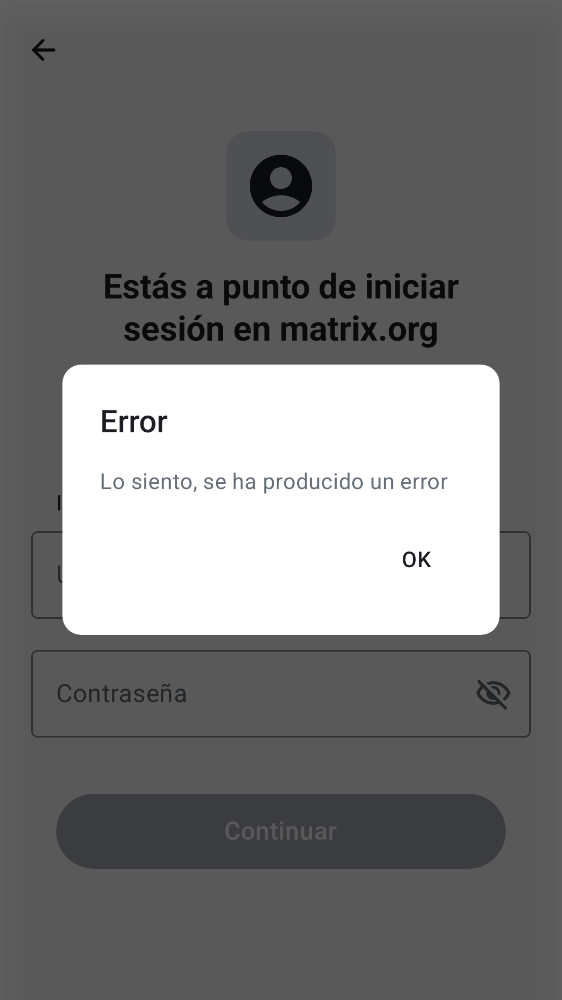 Estás a punto de iniciar
sesión en matrix.org
Error
Lo siento, se ha producido un error
OK
Contraseña
Continuar